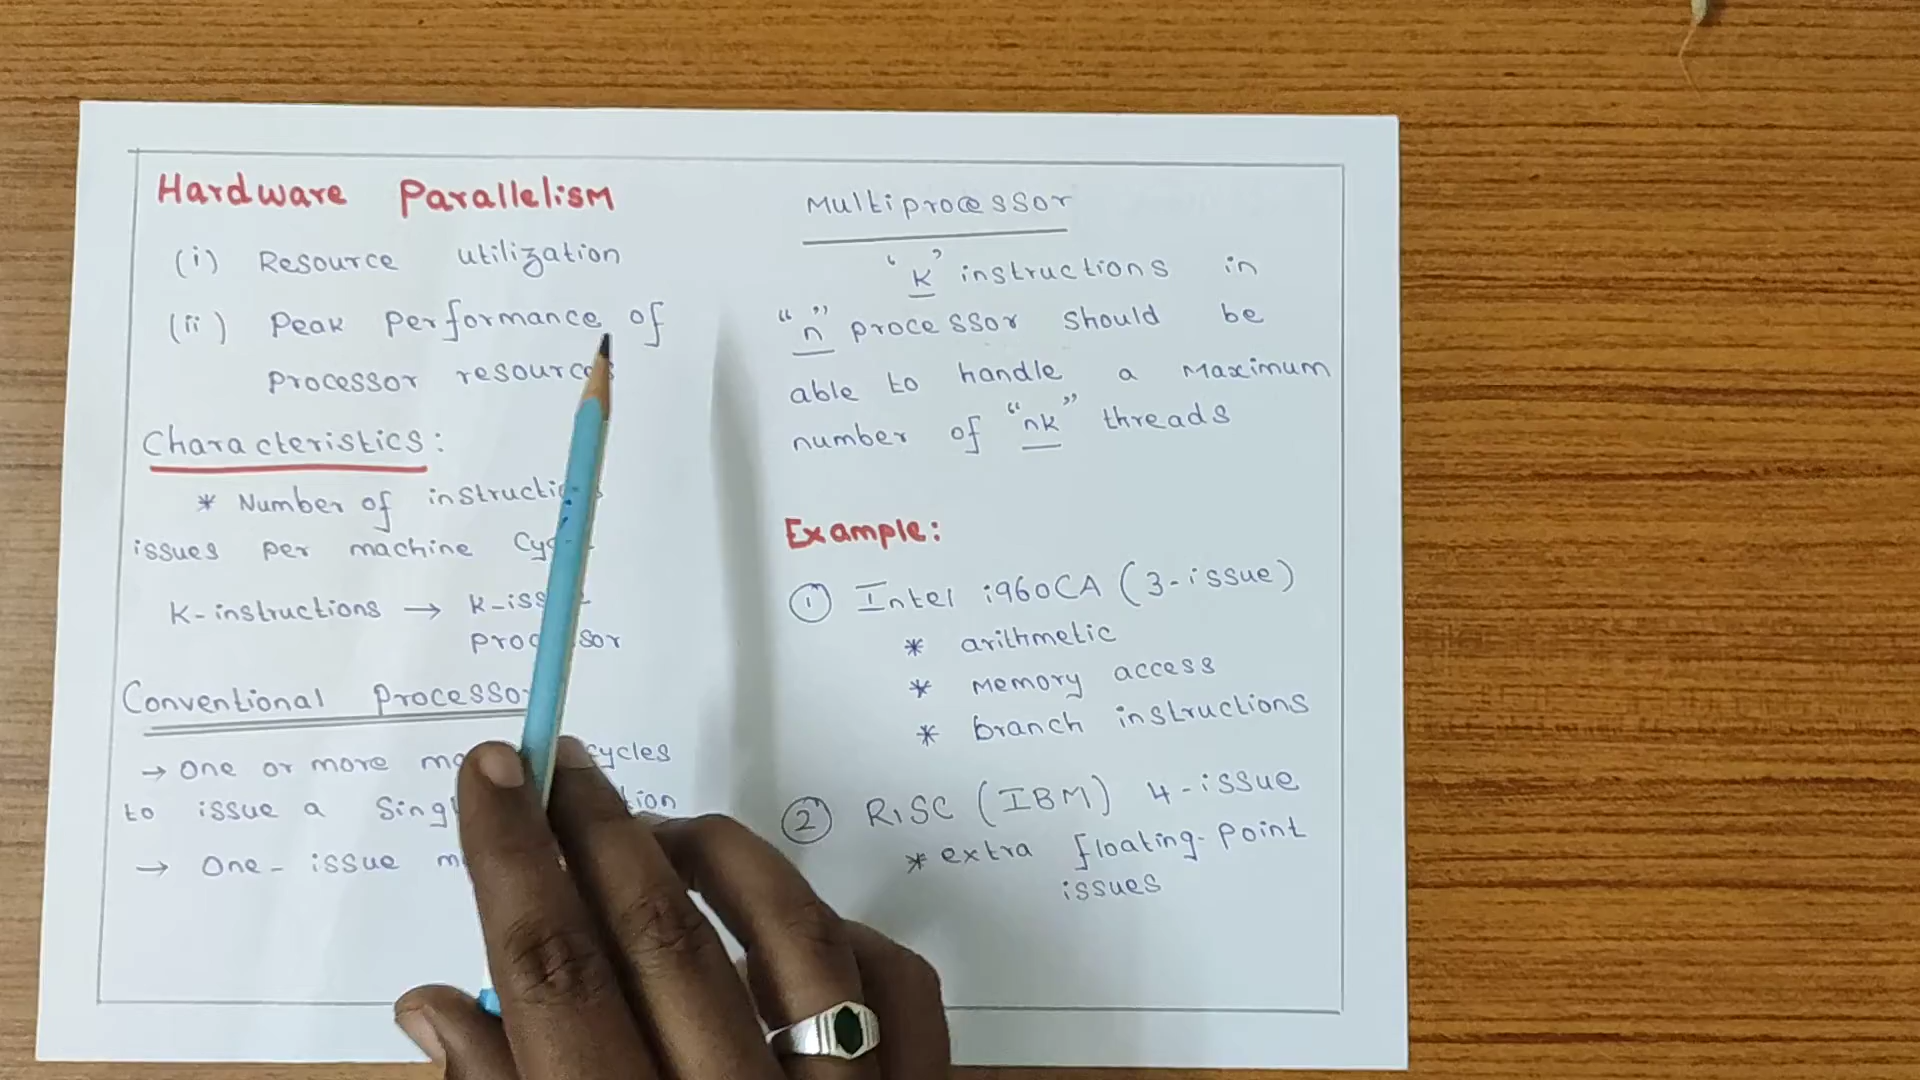 Hardware Parallelism
(i) Resource utilization
(ii) Peak Performance of
Processor resources
Characteristics:
* Number of
issues per machine
K-instructions →
Conventional Processor
→ one or more cycles
to issue a
→ one-issue
Multiprocessor
‘K’ instructions in
“n” processor should be
able to handle a Maximum
number of “nk” threads
Example:
① Intel i960CA (3-issue)
* arithmetic
* Memory access
* branch instructions
② RISC (IBM) 4-issue
* extra floating-point
issues